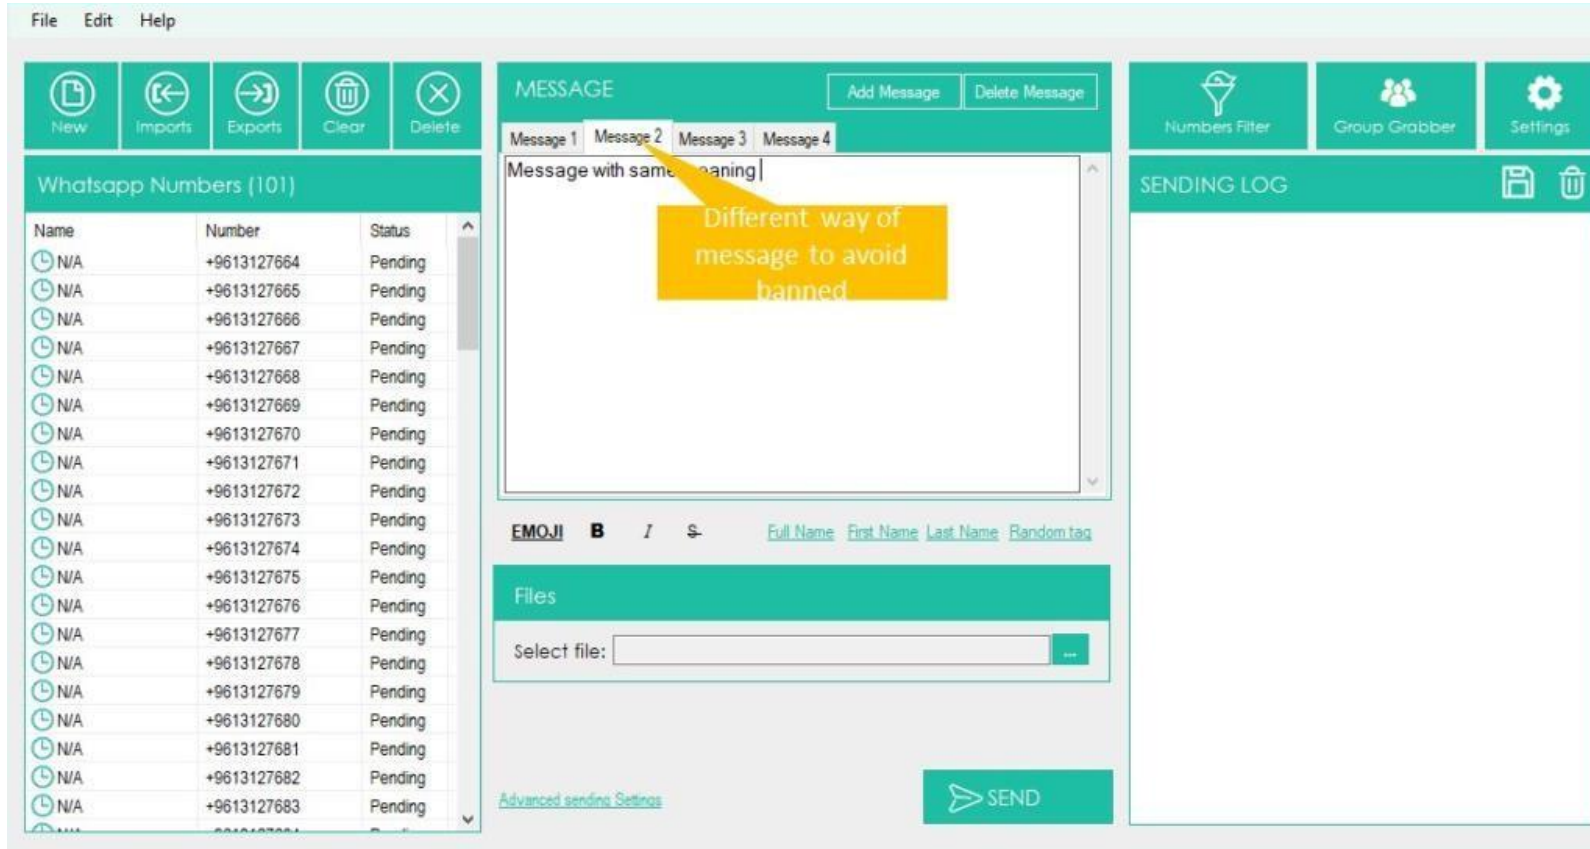 File Edit Help
New Imports Exports Clear Delete
Whatsapp Numbers (101)
Name Number Status
N/A +9613127664 Pending
N/A +9613127665 Pending
N/A +9613127666 Pending
N/A +9613127667 Pending
N/A +9613127668 Pending
N/A +9613127669 Pending
N/A +9613127670 Pending
N/A +9613127671 Pending
N/A +9613127672 Pending
N/A +9613127673 Pending
N/A +9613127674 Pending
N/A +9613127675 Pending
N/A +9613127676 Pending
N/A +9613127677 Pending
N/A +9613127678 Pending
N/A +9613127679 Pending
N/A +9613127680 Pending
N/A +9613127681 Pending
N/A +9613127682 Pending
N/A +9613127683 Pending
MESSAGE Add Message Delete Message
Message 1 Message 2 Message 3 Message 4
Message with same eaning
Different way of
message to avoid
banned
EMOJI B I S Full Name First Name Last Name Random tag
Files
Select file: ...
Advanced sending Settings
SEND
Numbers Filter Group Grabber Settings
SENDING LOG